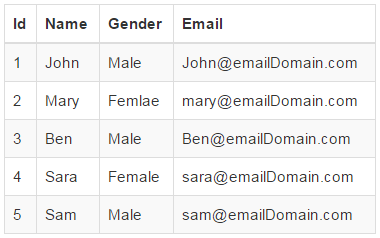 Id Name Gender Email
1 John Male John@emailDomain.com
2 Mary Femlae mary@emailDomain.com
3 Ben Male Ben@emailDomain.com
4 Sara Female sara@emailDomain.com
5 Sam Male sam@emailDomain.com